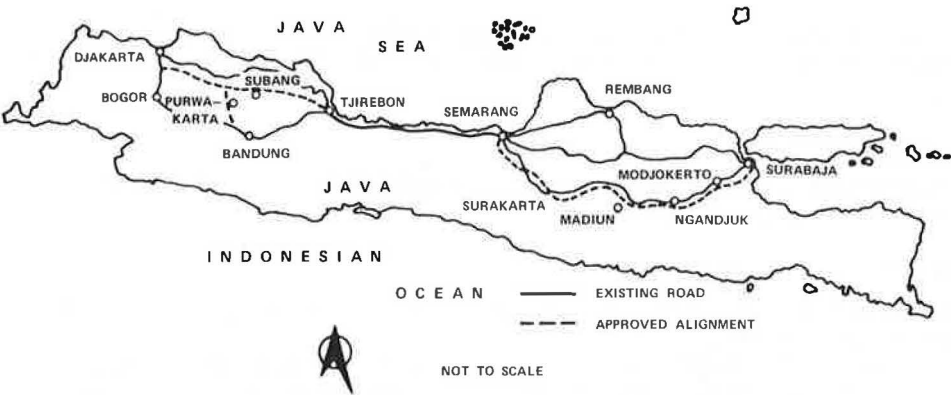 JAVA
SEA
DJAKARTA
SUBANG
BOGOR
PURWA-
KARTA
TJIREBON
SEMARANG
REMBANG
BANDUNG
MODJOKERTO
SURABAJA
JAVA
SURAKARTA
MADIUN
NGANDJUK
INDONESIAN
OCEAN
EXISTING ROAD
APPROVED ALIGNMENT
NOT TO SCALE